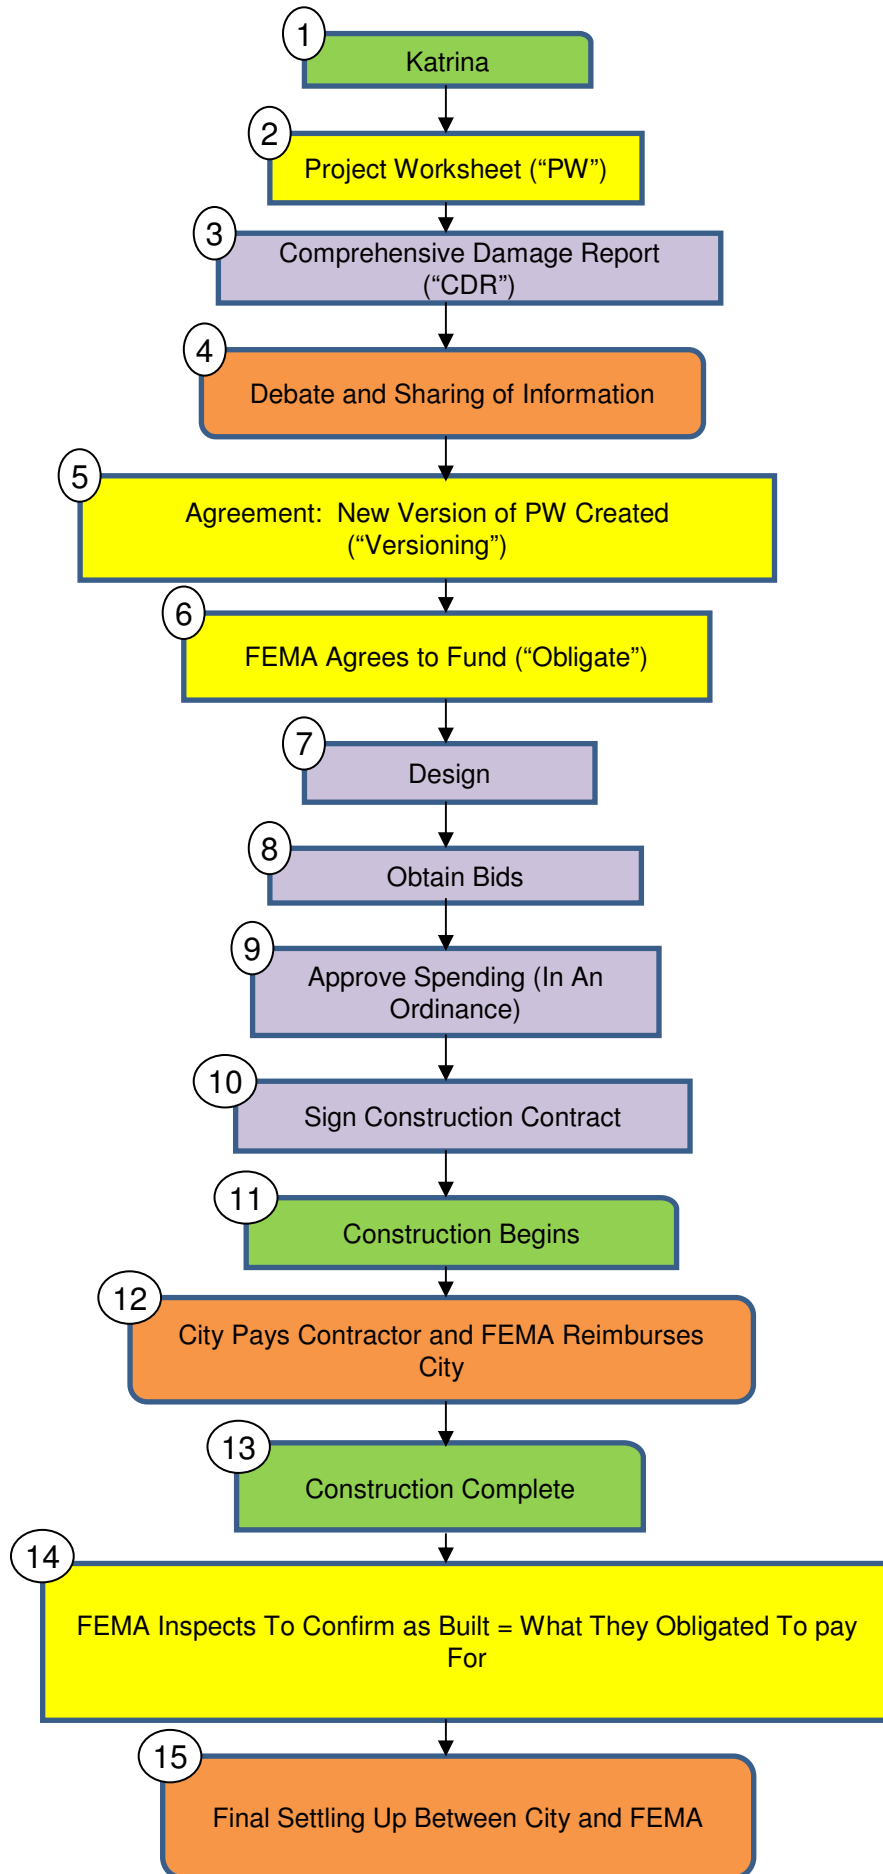 1
Katrina
2
Project Worksheet (“PW”)
3
Comprehensive Damage Report
(“CDR”)
4
Debate and Sharing of Information
5
Agreement:  New Version of PW Created
(“Versioning”)
6
FEMA Agrees to Fund (“Obligate”)
7
Design
8
Obtain Bids
9
Approve Spending (In An
Ordinance)
10
Sign Construction Contract
11
Construction Begins
12
City Pays Contractor and FEMA Reimburses
City
13
Construction Complete
14
FEMA Inspects To Confirm as Built = What They Obligated To pay
For
15
Final Settling Up Between City and FEMA